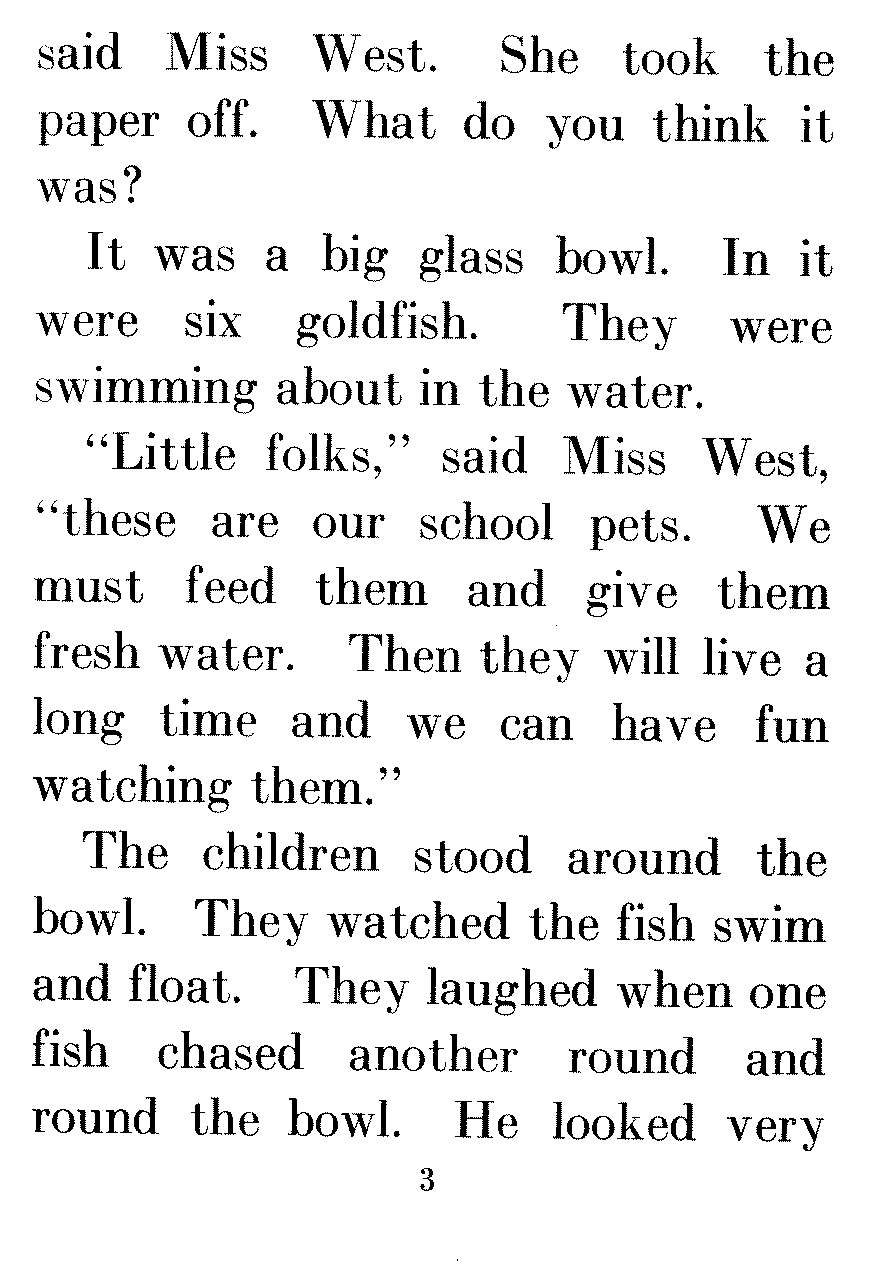 said Miss West. She took the
paper off. What do you think it
was?
It was a big glass bowl. In it
were six goldfish. They were
swimming about in the water.
“Little folks,” said Miss West,
“these are our school pets. We
must feed them and give them
fresh water. Then they will live a
long time and we can have fun
watching them.”
The children stood around the
bowl. They watched the fish swim
and float. They laughed when one
fish chased another round and
round the bowl. He looked very
3